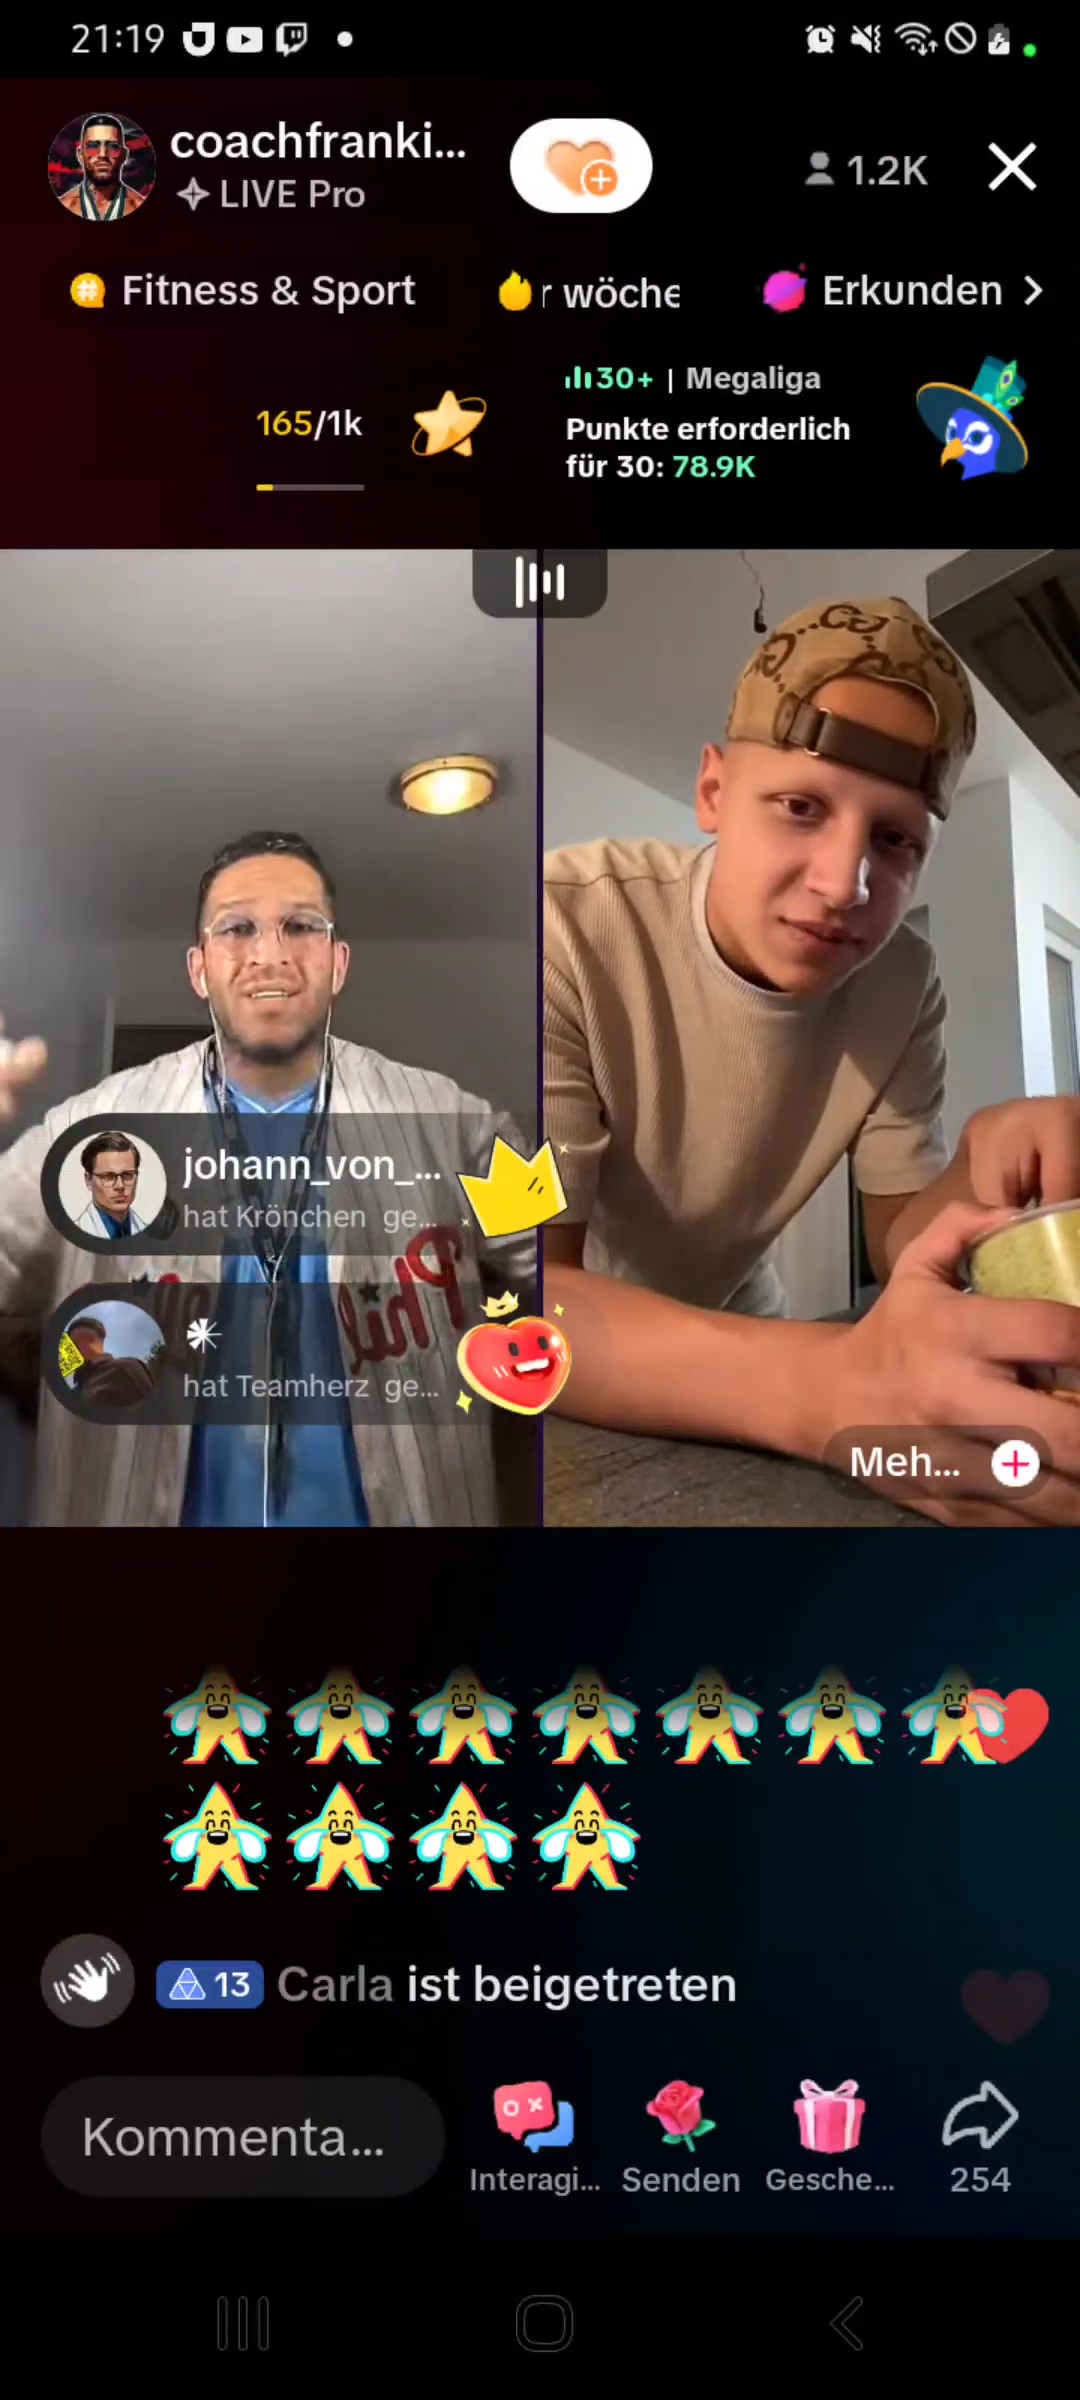 21:19
coachfranki...
LIVE Pro
1.2K
Fitness & Sport
r wöche
Erkunden
165/1k
30+ | Megaliga
Punkte erforderlich
für 30: 78.9K
johann_von_...
hat Krönchen ge...
Phil
hat Teamherz ge...
Meh...
13 Carla ist beigetreten
Kommenta...
Interagi...
Senden
Gesche...
254